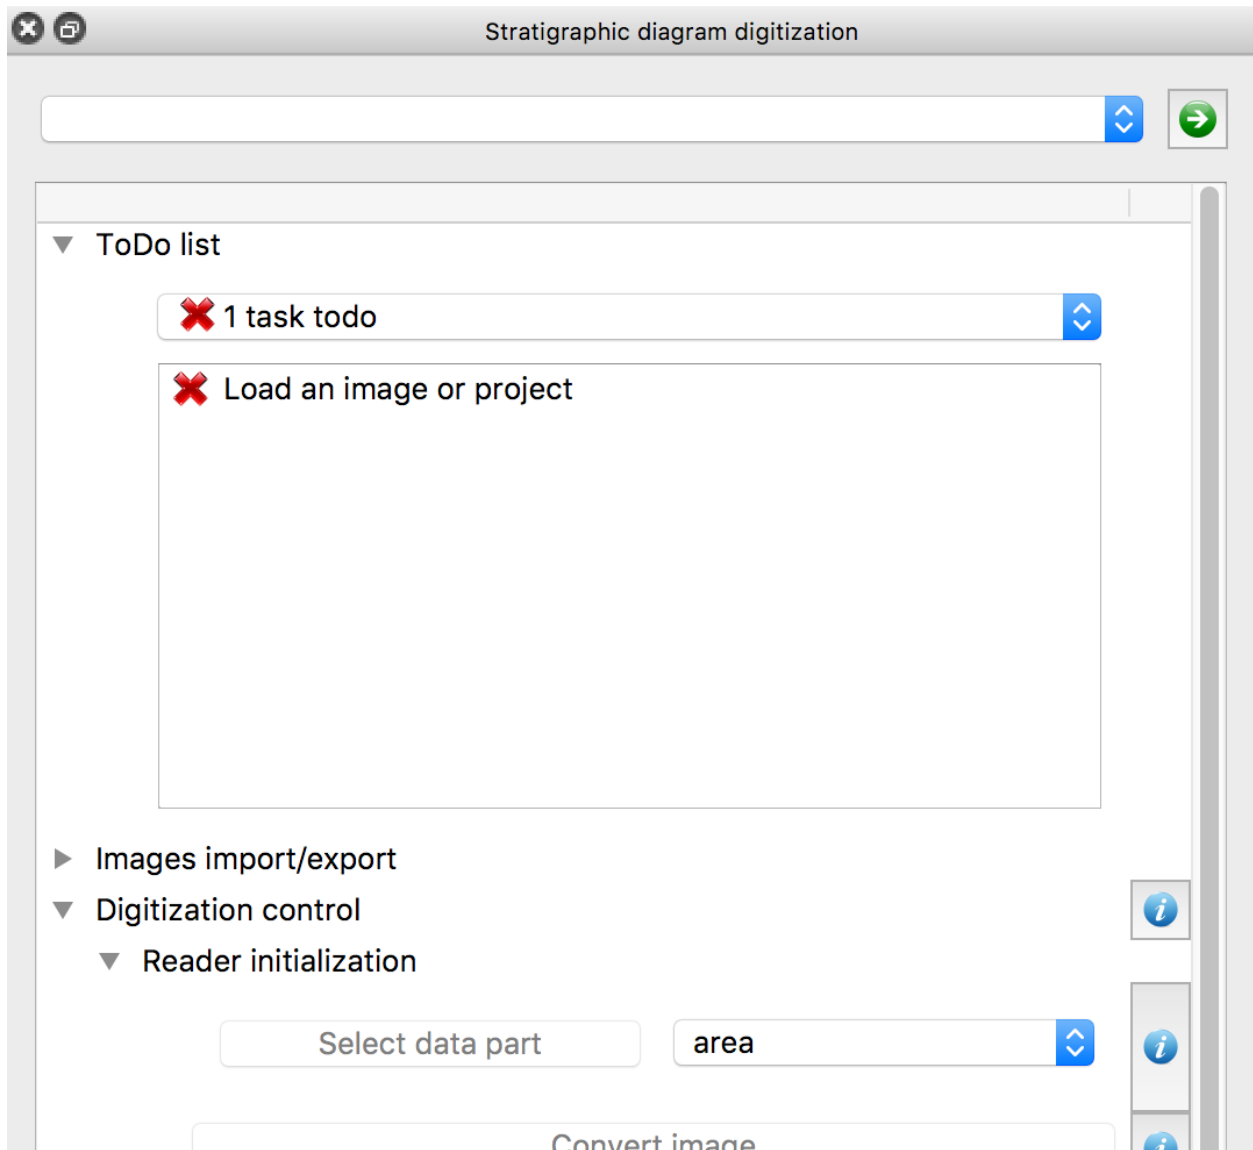 Stratigraphic diagram digitization
ToDo list
1 task todo
Load an image or project
Images import/export
Digitization control
Reader initialization
Select data part
area
Convert image